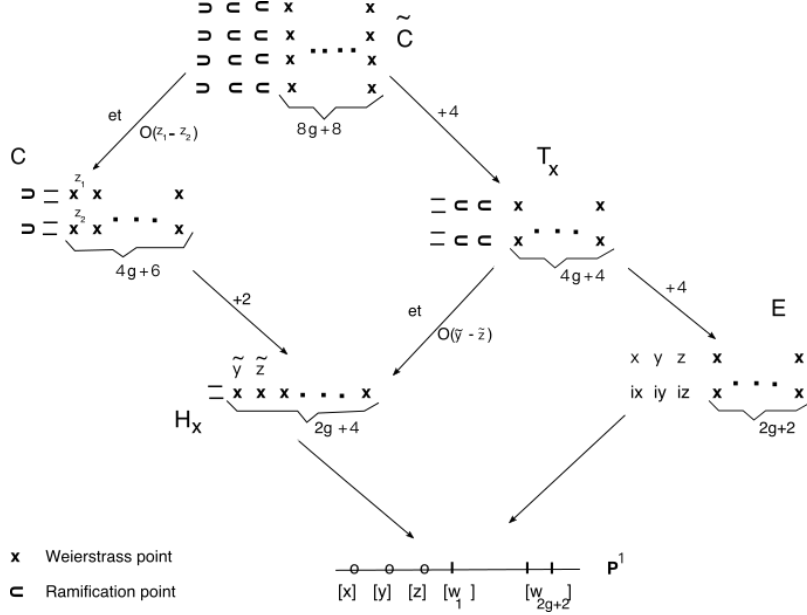 C̃
8g+8
et
O(z₁- z₂)
+4
C
Tₓ
z₁
x x x
z₂
x x x
x x
x x
4g+6
4g+4
+2
et
O(ỹ - z̃)
+4
E
ỹ z̃
x y z x x
x x x x
ix iy iz x x
Hₓ
2g+4
2g+2
x Weierstrass point
P¹
⊂ Ramification point
[x] [y] [z] [w₁] [w₂g₊₂]